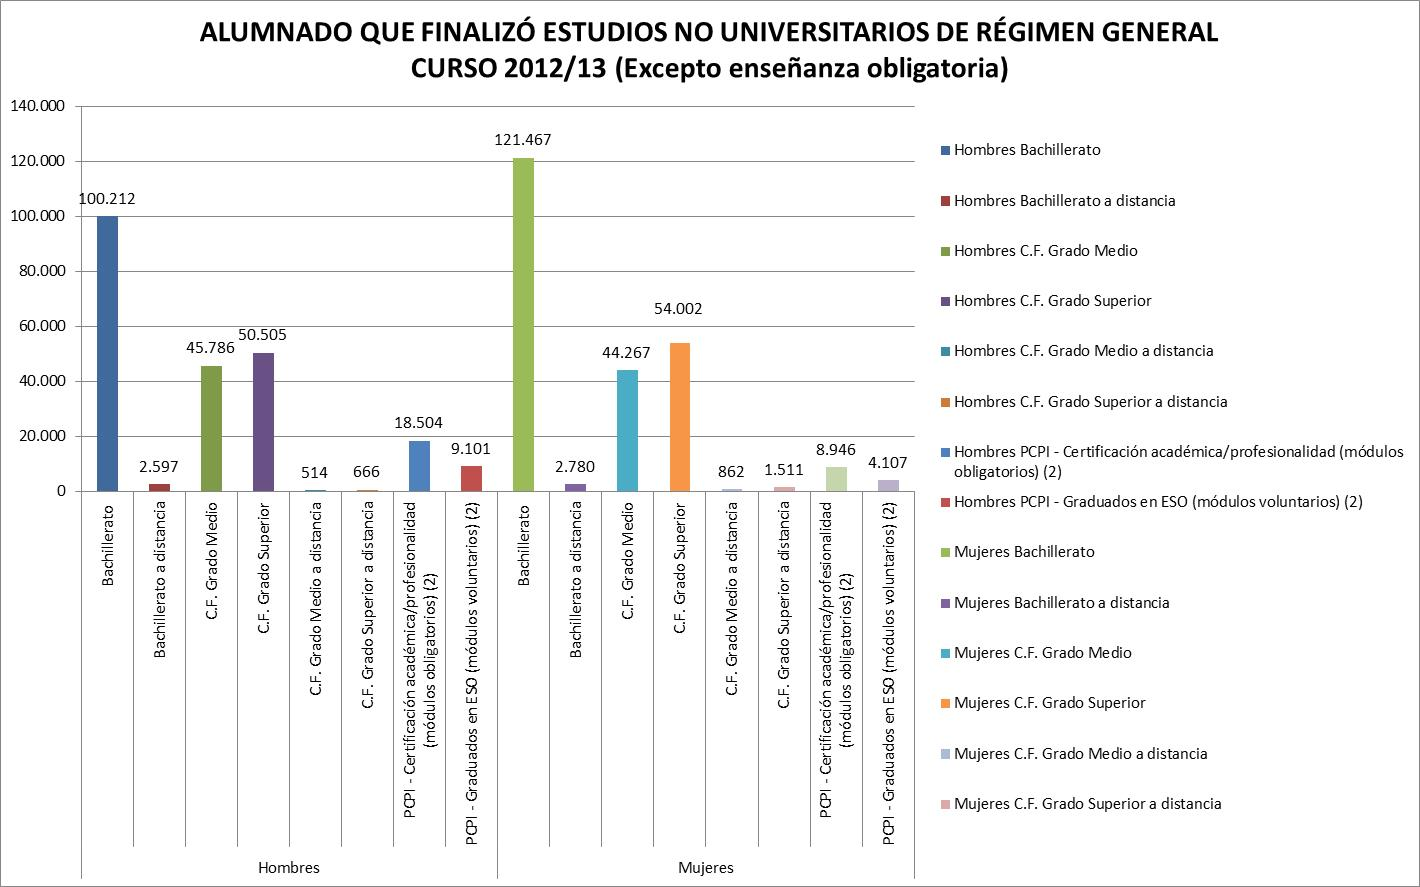 ALUMNADO QUE FINALIZÓ ESTUDIOS NO UNIVERSITARIOS DE RÉGIMEN GENERAL
CURSO 2012/13 (Excepto enseñanza obligatoria)
140.000
120.000
100.000
80.000
60.000
40.000
20.000
0
100.212
2.597
45.786
50.505
514
666
18.504
9.101
121.467
2.780
44.267
54.002
862
1.511
8.946
4.107
Bachillerato
Bachillerato a distancia
C.F. Grado Medio
C.F. Grado Superior
C.F. Grado Medio a distancia
C.F. Grado Superior a distancia
PCPI - Certificación académica/profesionalidad
(módulos obligatorios) (2)
PCPI - Graduados en ESO (módulos voluntarios) (2)
Bachillerato
Bachillerato a distancia
C.F. Grado Medio
C.F. Grado Superior
C.F. Grado Medio a distancia
C.F. Grado Superior a distancia
PCPI - Certificación académica/profesionalidad
(módulos obligatorios) (2)
PCPI - Graduados en ESO (módulos voluntarios) (2)
Hombres
Mujeres
Hombres Bachillerato
Hombres Bachillerato a distancia
Hombres C.F. Grado Medio
Hombres C.F. Grado Superior
Hombres C.F. Grado Medio a distancia
Hombres C.F. Grado Superior a distancia
Hombres PCPI - Certificación académica/profesionalidad (módulos
obligatorios) (2)
Hombres PCPI - Graduados en ESO (módulos voluntarios) (2)
Mujeres Bachillerato
Mujeres Bachillerato a distancia
Mujeres C.F. Grado Medio
Mujeres C.F. Grado Superior
Mujeres C.F. Grado Medio a distancia
Mujeres C.F. Grado Superior a distancia